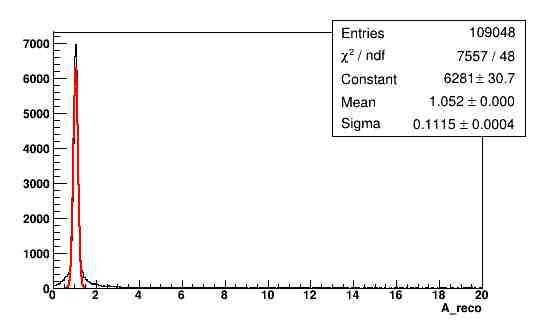 Entries 109048
χ² / ndf 7557 / 48
Constant 6281 ± 30.7
Mean 1.052 ± 0.000
Sigma 0.1115 ± 0.0004
7000
6000
5000
4000
3000
2000
1000
0
0 2 4 6 8 10 12 14 16 18 20
A_reco